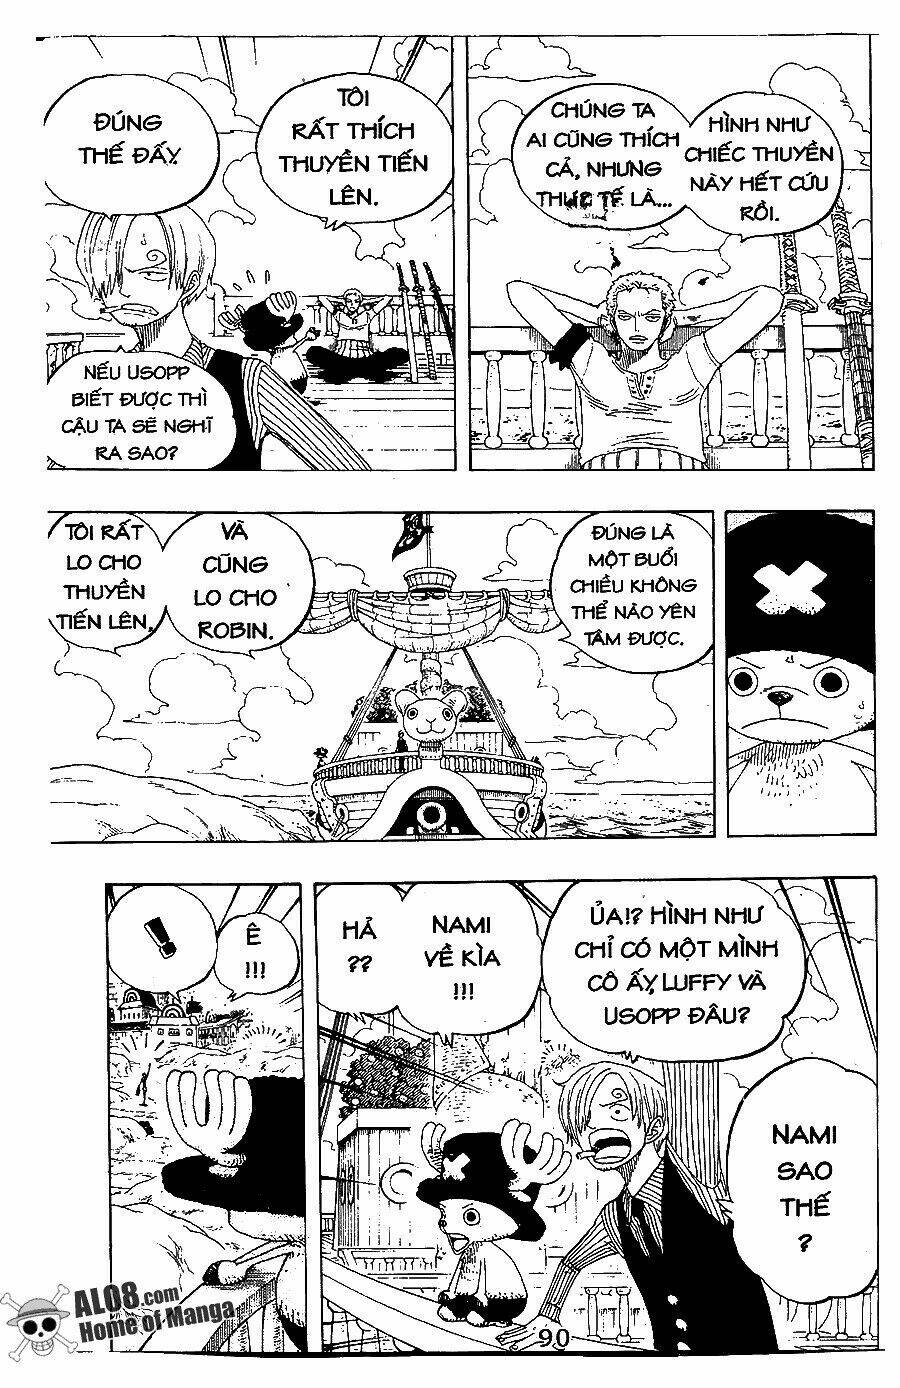 HÌNH NHƯ
CHIẾC THUYỀN
NÀY HẾT CỨU
RỒI.
CHÚNG TA
AI CŨNG THÍCH
CẢ, NHƯNG
THỰC TẾ LÀ...
TÔI
RẤT THÍCH
THUYỀN TIẾN
LÊN.
ĐÚNG
THẾ ĐẤY.
NẾU USOPP
BIẾT ĐƯỢC THÌ
CẬU TA SẼ NGHĨ
RA SAO?
ĐÚNG LÀ
MỘT BUỔI
CHIỀU KHÔNG
THỂ NÀO YÊN
TÂM ĐƯỢC.
VÀ
CŨNG
LO CHO
ROBIN.
TÔI RẤT
LO CHO
THUYỀN
TIẾN LÊN.
ỦA!? HÌNH NHƯ
CHỈ CÓ MỘT MÌNH
CÔ ẤY, LUFFY VÀ
USOPP ĐÂU?
NAMI
SAO
THẾ
?
NAMI
VỀ KÌA
!!!
HẢ
??
Ê
!!!
!
90
AL08.com
Home of Manga